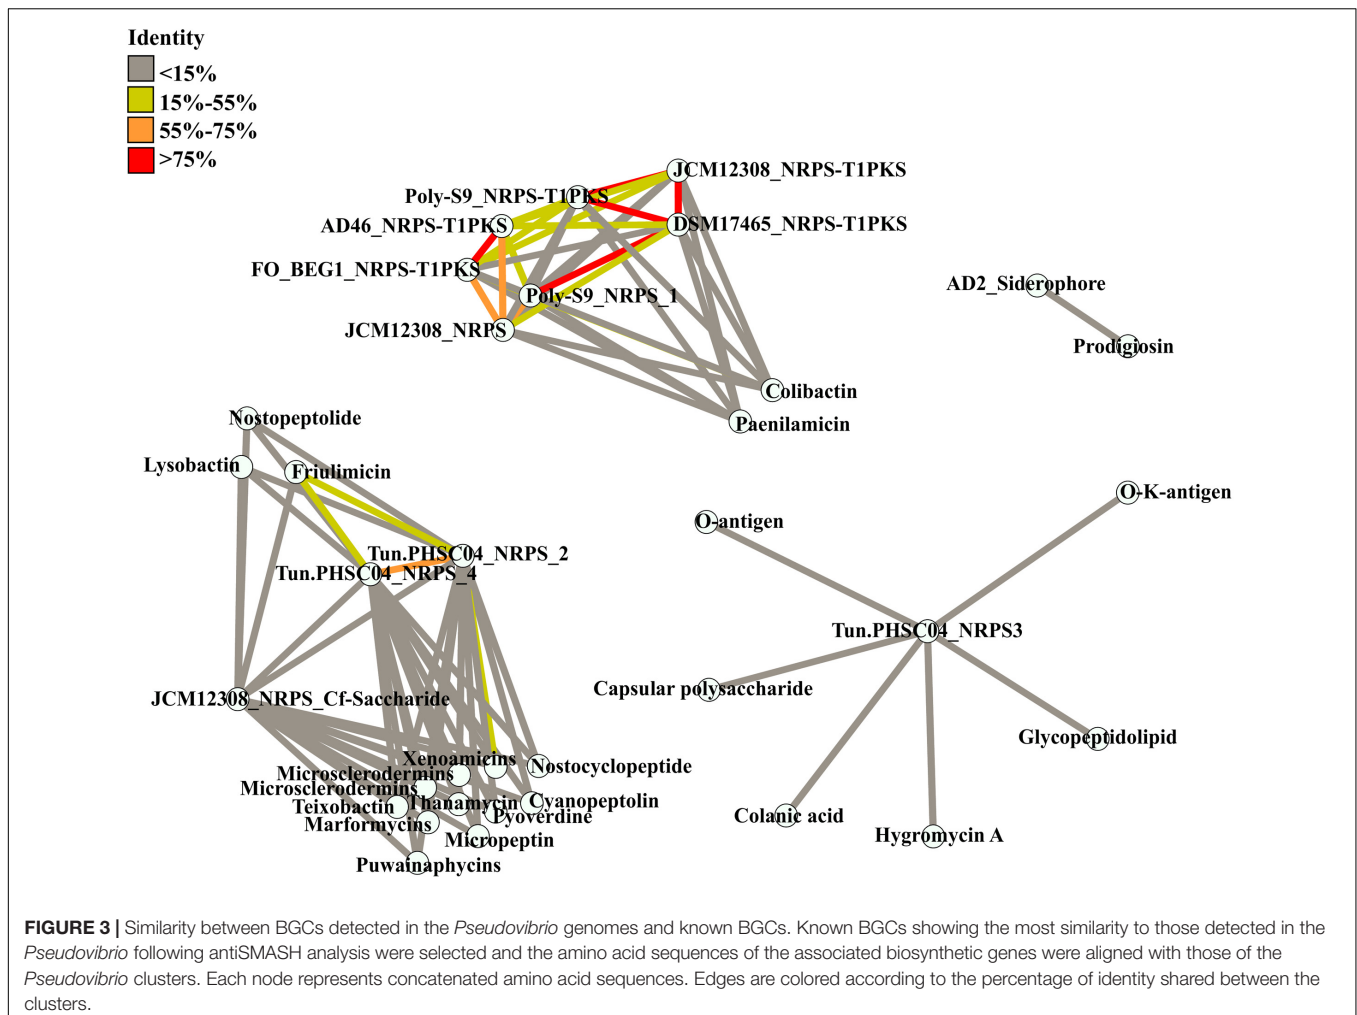 Identity
<15%
15%-55%
55%-75%
>75%
JCM12308_NRPS-T1PKS
Poly-S9_NRPS-T1PKS
AD46_NRPS-T1PKS
DSM17465_NRPS-T1PKS
FO_BEG1_NRPS-T1PKS
Poly-S9_NRPS_1
JCM12308_NRPS
AD2_Siderophore
Prodigiosin
Colibactin
Paenilamicin
Nostopeptolide
Lysobactin
Friulimicin
O-K-antigen
O-antigen
Tun.PHSC04_NRPS_2
Tun.PHSC04_NRPS_4
Tun.PHSC04_NRPS3
Capsular polysaccharide
JCM12308_NRPS_Cf-Saccharide
Glycopeptidolipid
Xenoamicins
Nostocyclopeptide
Microsclerodermins
Microsclerodermins
Teixobactin
Thanamycin
Cyanopeptolin
Pyoverdine
Marformycins
Micropeptin
Puwainaphycins
Colanic acid
Hygromycin A
FIGURE 3 | Similarity between BGCs detected in the Pseudovibrio genomes and known BGCs. Known BGCs showing the most similarity to those detected in the
Pseudovibrio following antiSMASH analysis were selected and the amino acid sequences of the associated biosynthetic genes were aligned with those of the
Pseudovibrio clusters. Each node represents concatenated amino acid sequences. Edges are colored according to the percentage of identity shared between the
clusters.